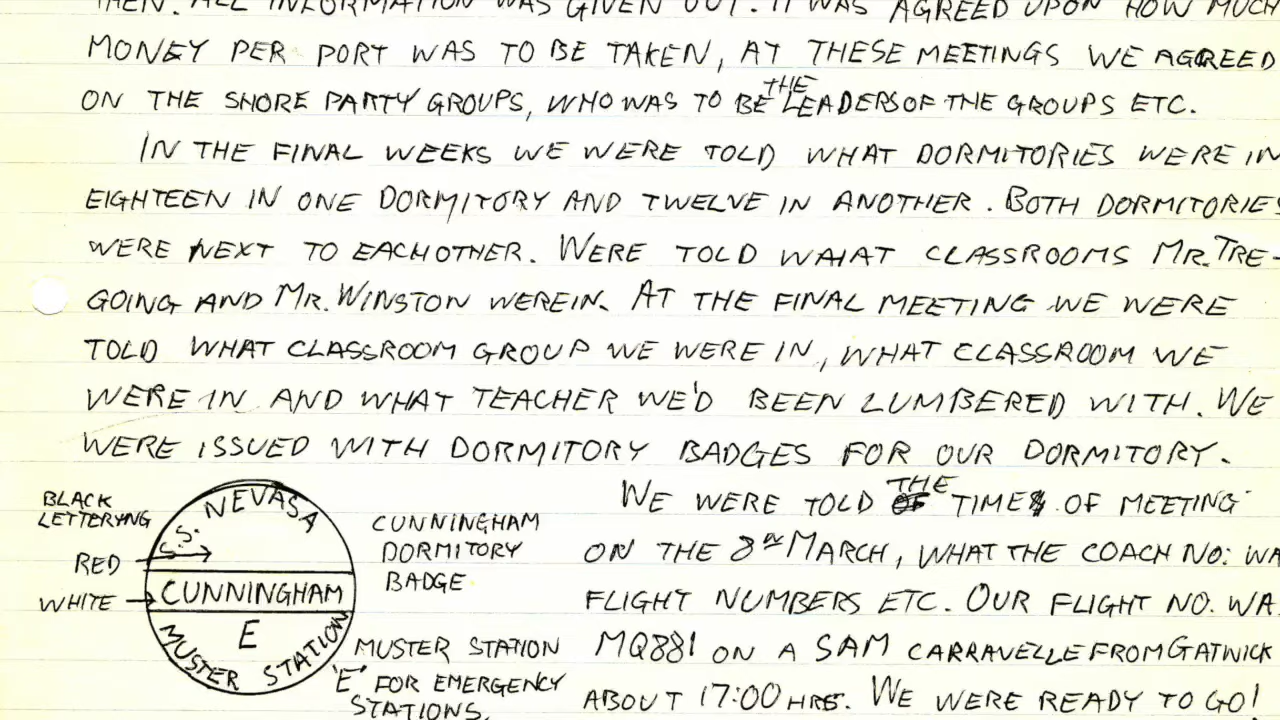 THEN. ALL INFORMATION WAS GIVEN OUT. IT WAS AGREED UPON HOW MUCH
MONEY PER PORT WAS TO BE TAKEN, AT THESE MEETINGS WE AGREED
ON THE SHORE PARTY GROUPS, WHO WAS TO BE THE LEADERS OF THE GROUPS ETC.
IN THE FINAL WEEKS WE WERE TOLD WHAT DORMITORIES WERE IN
EIGHTEEN IN ONE DORMITORY AND TWELVE IN ANOTHER. BOTH DORMITORIES
WERE NEXT TO EACHOTHER. WERE TOLD WAHAT CLASSROOMS MR. TRE-
GOING AND MR. WINSTON WEREIN. AT THE FINAL MEETING WE WERE
TOLD WHAT CLASSROOM GROUP WE WERE IN, WHAT CLASSROOM WE
WERE IN AND WHAT TEACHER WE'D BEEN LUMBERED WITH. WE
WERE ISSUED WITH DORMITORY BADGES FOR OUR DORMITORY.
BLACK
LETTERYNG
RED
WHITE
S.S. NEVASA
CUNNINGHAM
E
MUSTER STATION
CUNNINGHAM
DORMITORY
BADGE
MUSTER STATION
'E' FOR EMERGENCY
STATIONS.
WE WERE TOLD THE TIME OF MEETING
ON THE 8TH MARCH, WHAT THE COACH NO: WA
FLIGHT NUMBERS ETC. OUR FLIGHT NO. WA
MQ881 ON A SAM CARRAVELLE FROM GATWICK
ABOUT 17:00 HRS. WE WERE READY TO GO!